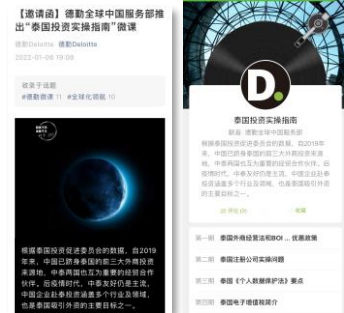 【邀请函】德勤全球中国服务部推
出“泰国投资实操指南”微课
德勤Deloitte 德勤Deloitte
2022-01-06 19:06
收录于话题
#德勤微课 11 #全球化领航 10
根据泰国投资促进委员会的数据，自2019
年来，中国已跻身泰国的前三大外商投资
来源地，中泰两国也互为重要的经贸合作
伙伴。后疫情时代，中泰友好仍是主流，
中国企业赴泰投资涵盖多个行业及领域，
也是泰国吸引外资的主要目标之一。
D.
泰国投资实操指南
德勤全球中国服务部
根据泰国投资促进委员会的数据，自2019年
来，中国已跻身泰国的前三大外商投资来源
地，中泰两国也互为重要的经贸合作伙伴。后
疫情时代，中泰友好仍是主流，中国企业赴泰
投资涵盖多个行业及领域，也是泰国吸引外资
的主要目标之一。
收藏
第一期 泰国外商经营法和BOI ... 优惠政策
第二期 泰国注册公司实操问题
第三期 泰国《个人数据保护法》要点
第四期 泰国电子增值税简介